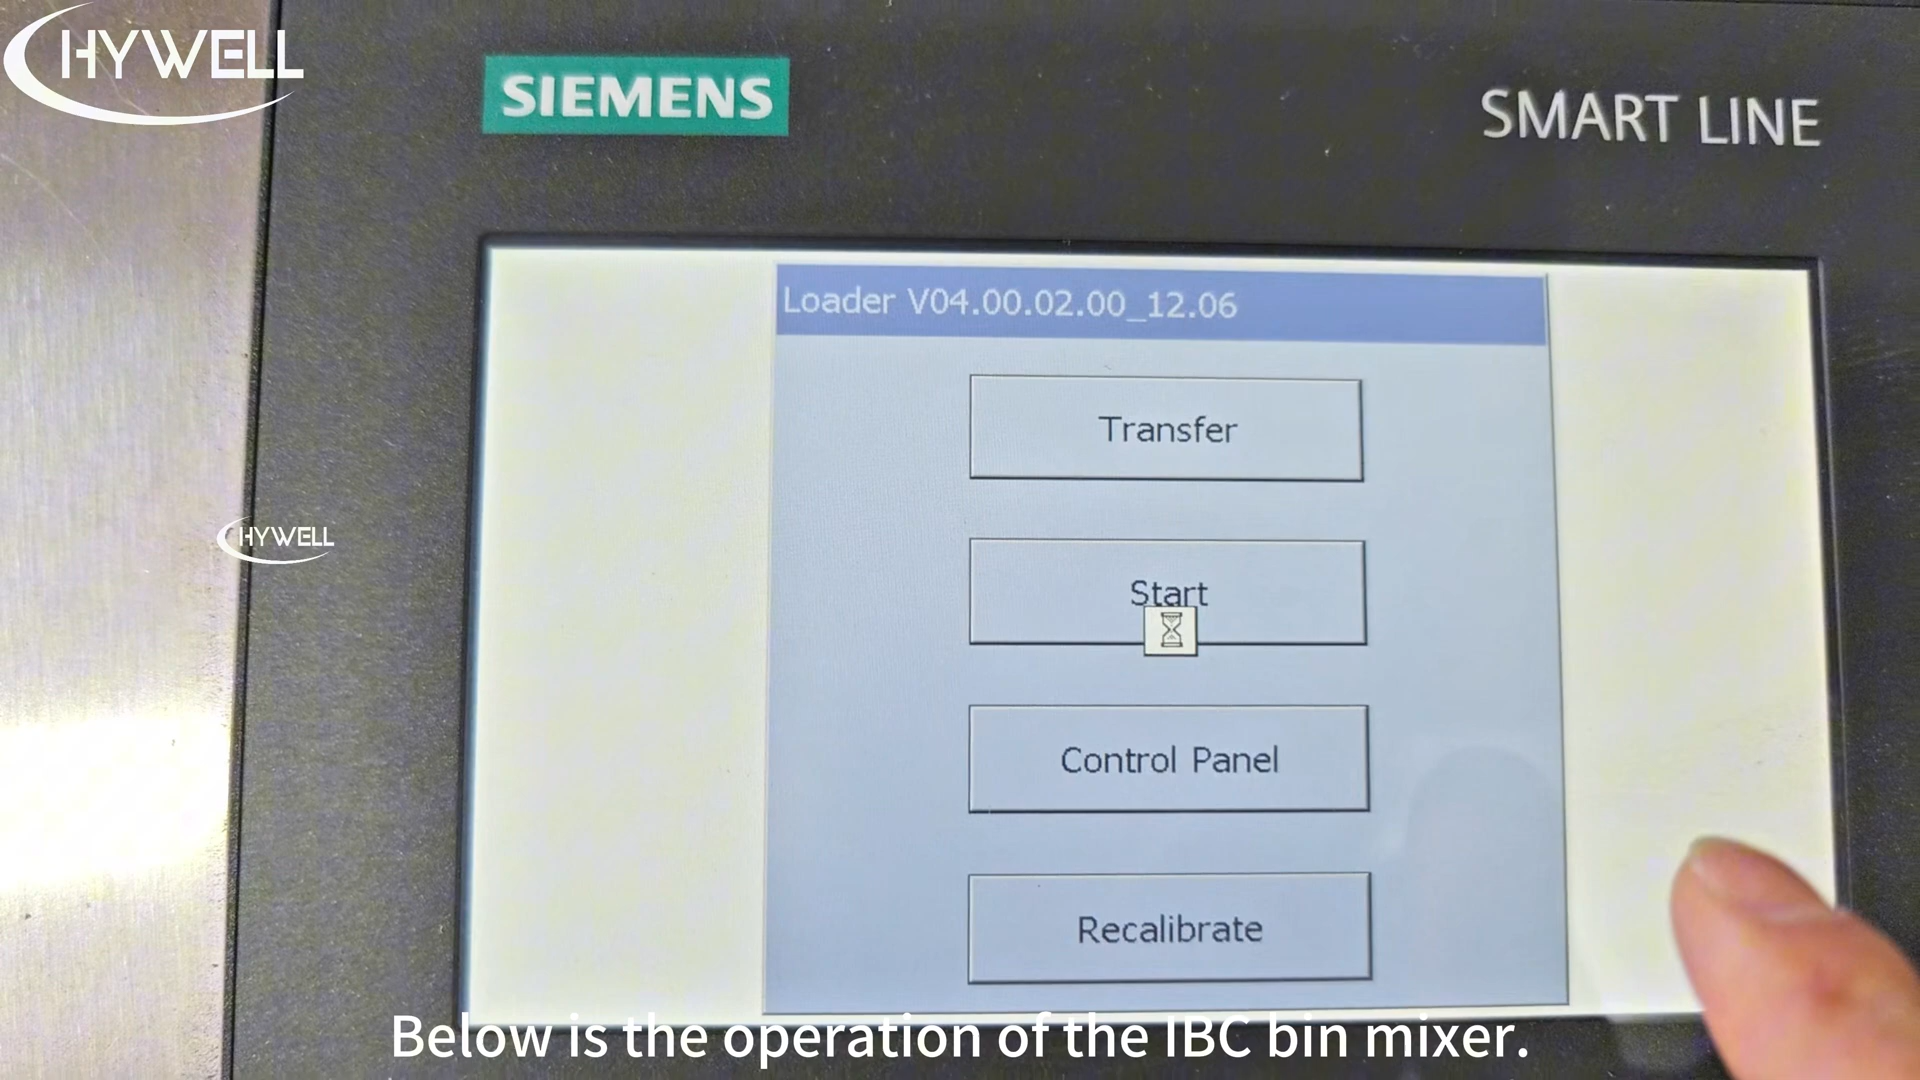 HYWELL
SIEMENS
SMART LINE
Loader V04.00.02.00_12.06
Transfer
Start
HYWELL
Control Panel
Recalibrate
Below is the operation of the IBC bin mixer.